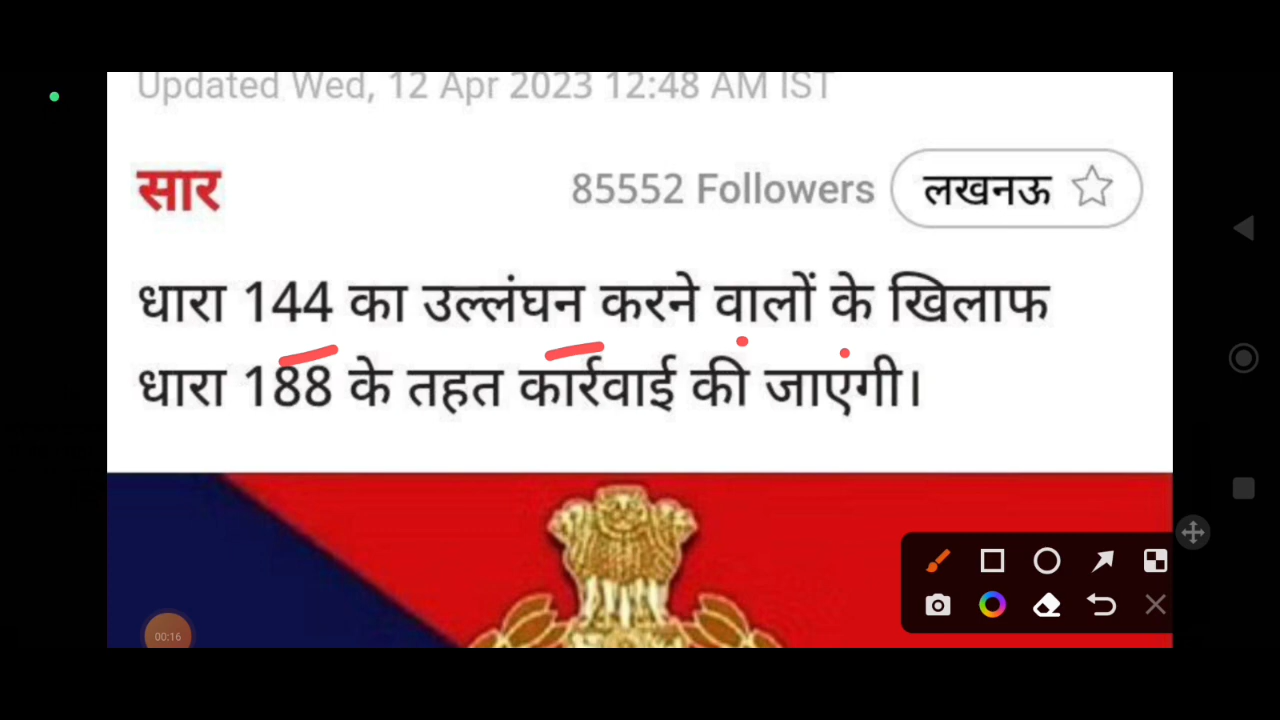 Updated Wed, 12 Apr 2023 12:48 AM IST
सार
85552 Followers
लखनऊ
धारा 144 का उल्लंघन करने वालों के खिलाफ
धारा 188 के तहत कार्रवाई की जाएगी।
00:16